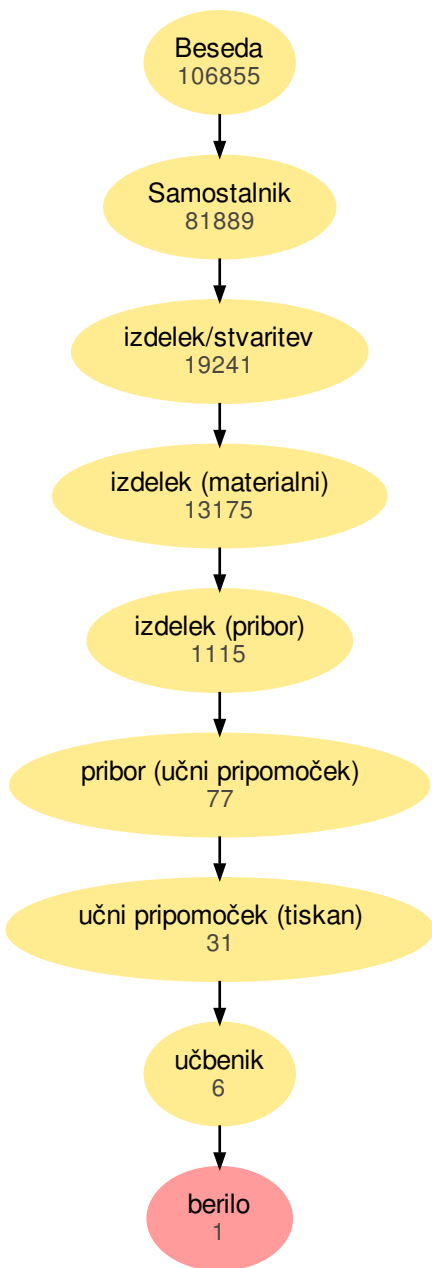 Beseda
106855
Samostalnik
81889
izdelek/stvaritev
19241
izdelek (materialni)
13175
izdelek (pribor)
1115
pribor (učni pripomoček)
77
učni pripomoček (tiskan)
31
učbenik
6
berilo
1